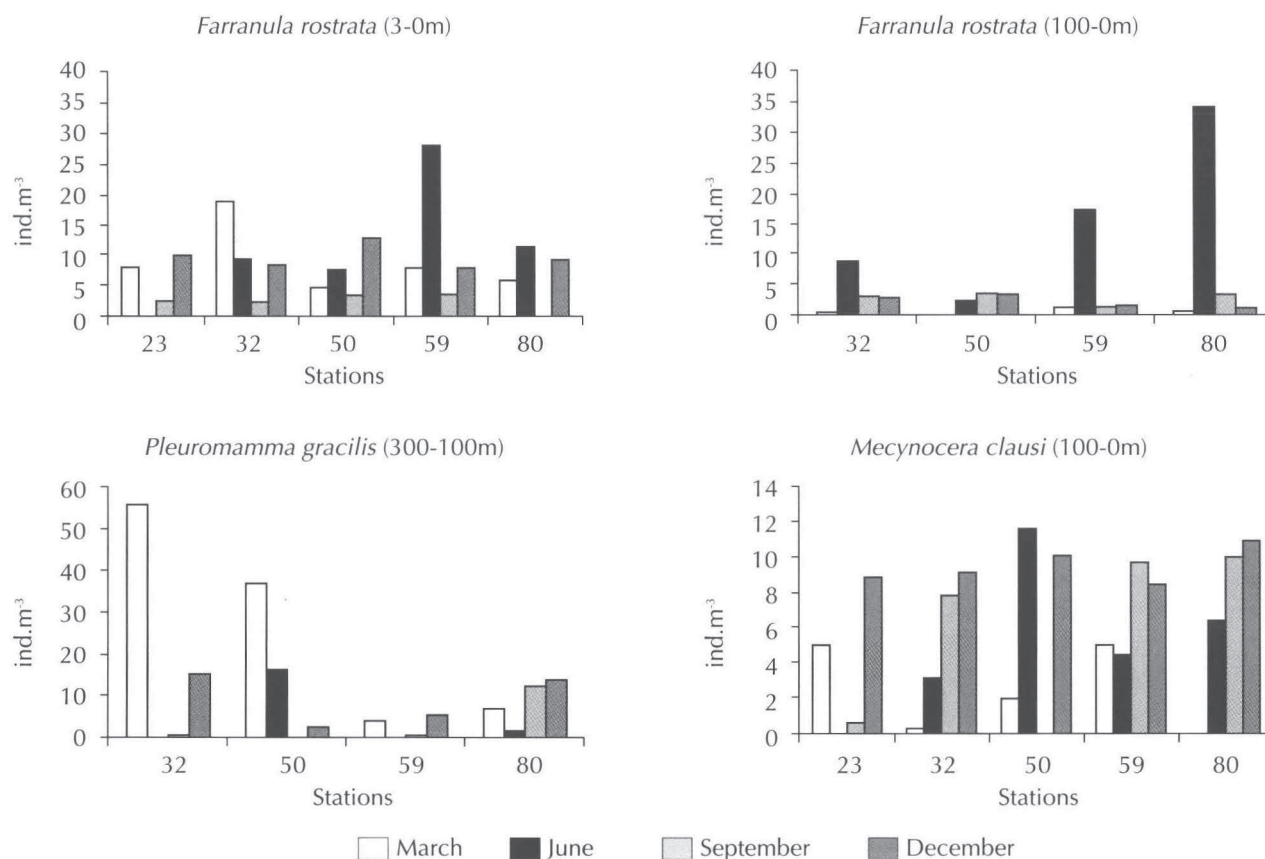 Farranula rostrata (3-0m)
40
35
30
25
20
15
10
5
0
ind.m-3
23 32 50 59 80
Stations
Farranula rostrata (100-0m)
40
35
30
25
20
15
10
5
0
ind.m-3
32 50 59 80
Stations
Pleuromamma gracilis (300-100m)
60
50
40
30
20
10
0
ind.m-3
32 50 59 80
Stations
Mecynocera clausi (100-0m)
14
12
10
8
6
4
2
0
ind.m-3
23 32 50 59 80
Stations
March June September December